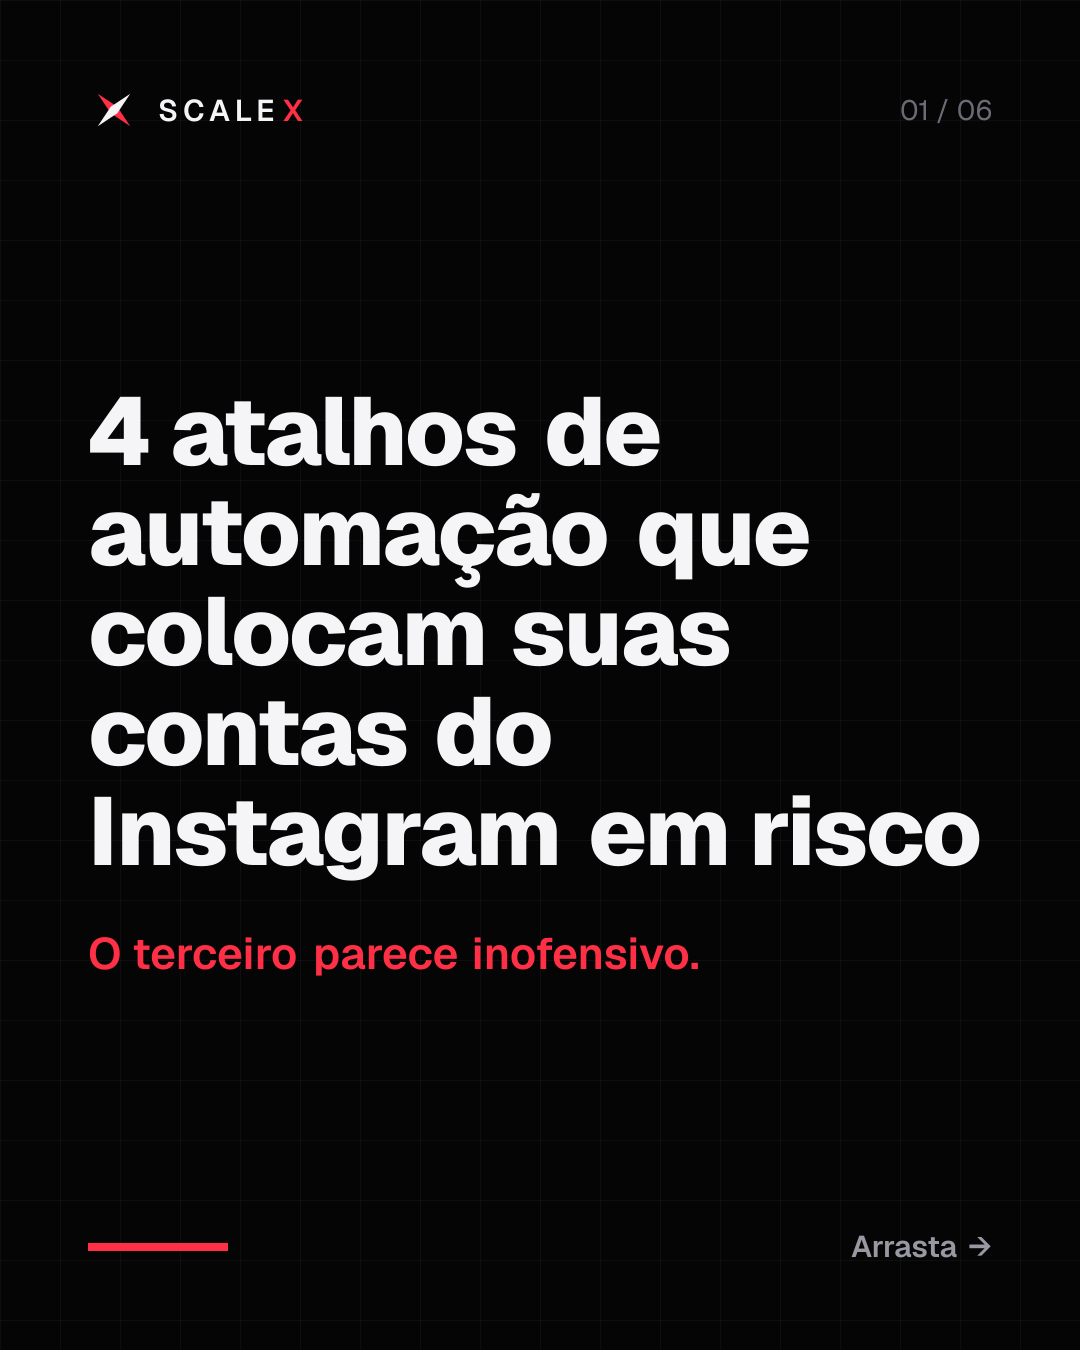 SCALEX
01 / 06
4 atalhos de
automação que
colocam suas
contas do
Instagram em risco
O terceiro parece inofensivo.
Arrasta →